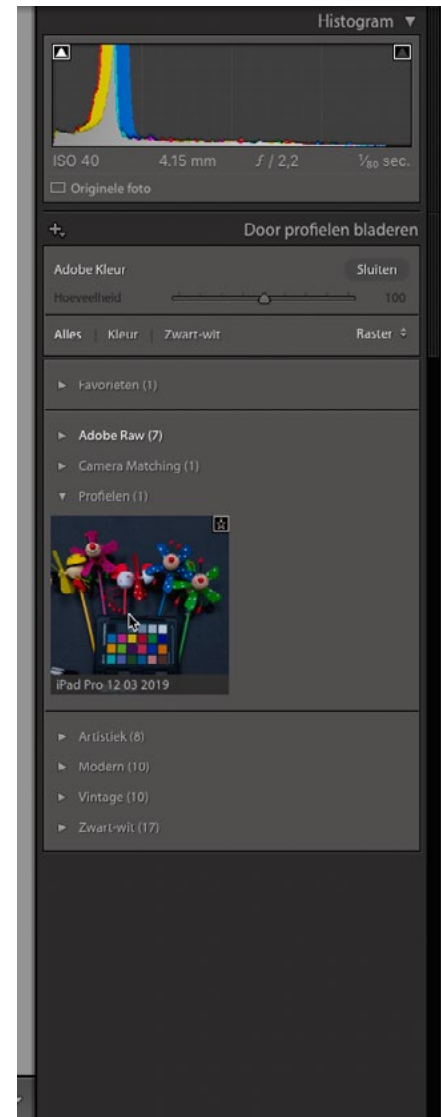 Histogram ▼
ISO 40 4.15 mm ƒ / 2,2 1/80 sec.
Originele foto
Door profielen bladeren
Adobe Kleur Sluiten
Hoeveelheid 100
Alles | Kleur | Zwart-wit Raster
Favorieten (1)
Adobe Raw (7)
Camera Matching (1)
Profielen (1)
iPad Pro 12 03 2019
Artistiek (8)
Modern (10)
Vintage (10)
Zwart-wit (17)